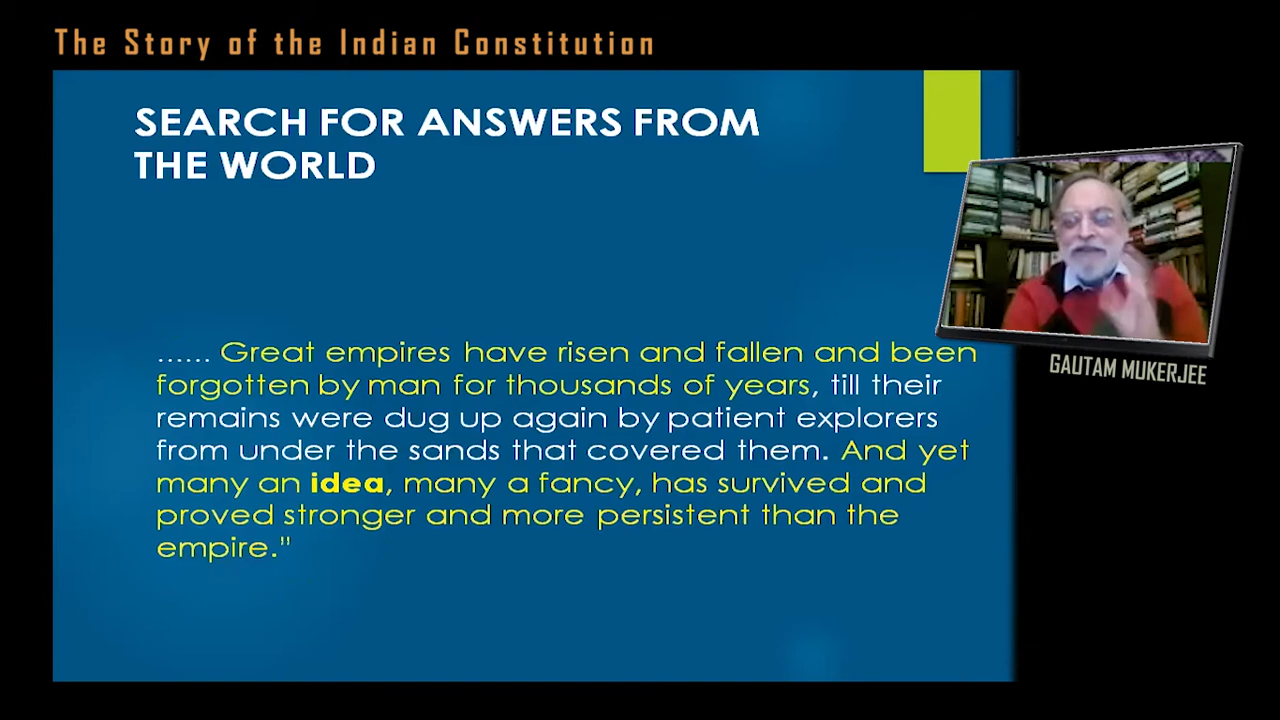 The Story of the Indian Constitution
SEARCH FOR ANSWERS FROM
THE WORLD
...... Great empires have risen and fallen and been
forgotten by man for thousands of years, till their
remains were dug up again by patient explorers
from under the sands that covered them. And yet
many an idea, many a fancy, has survived and
proved stronger and more persistent than the
empire."
GAUTAM MUKERJEE